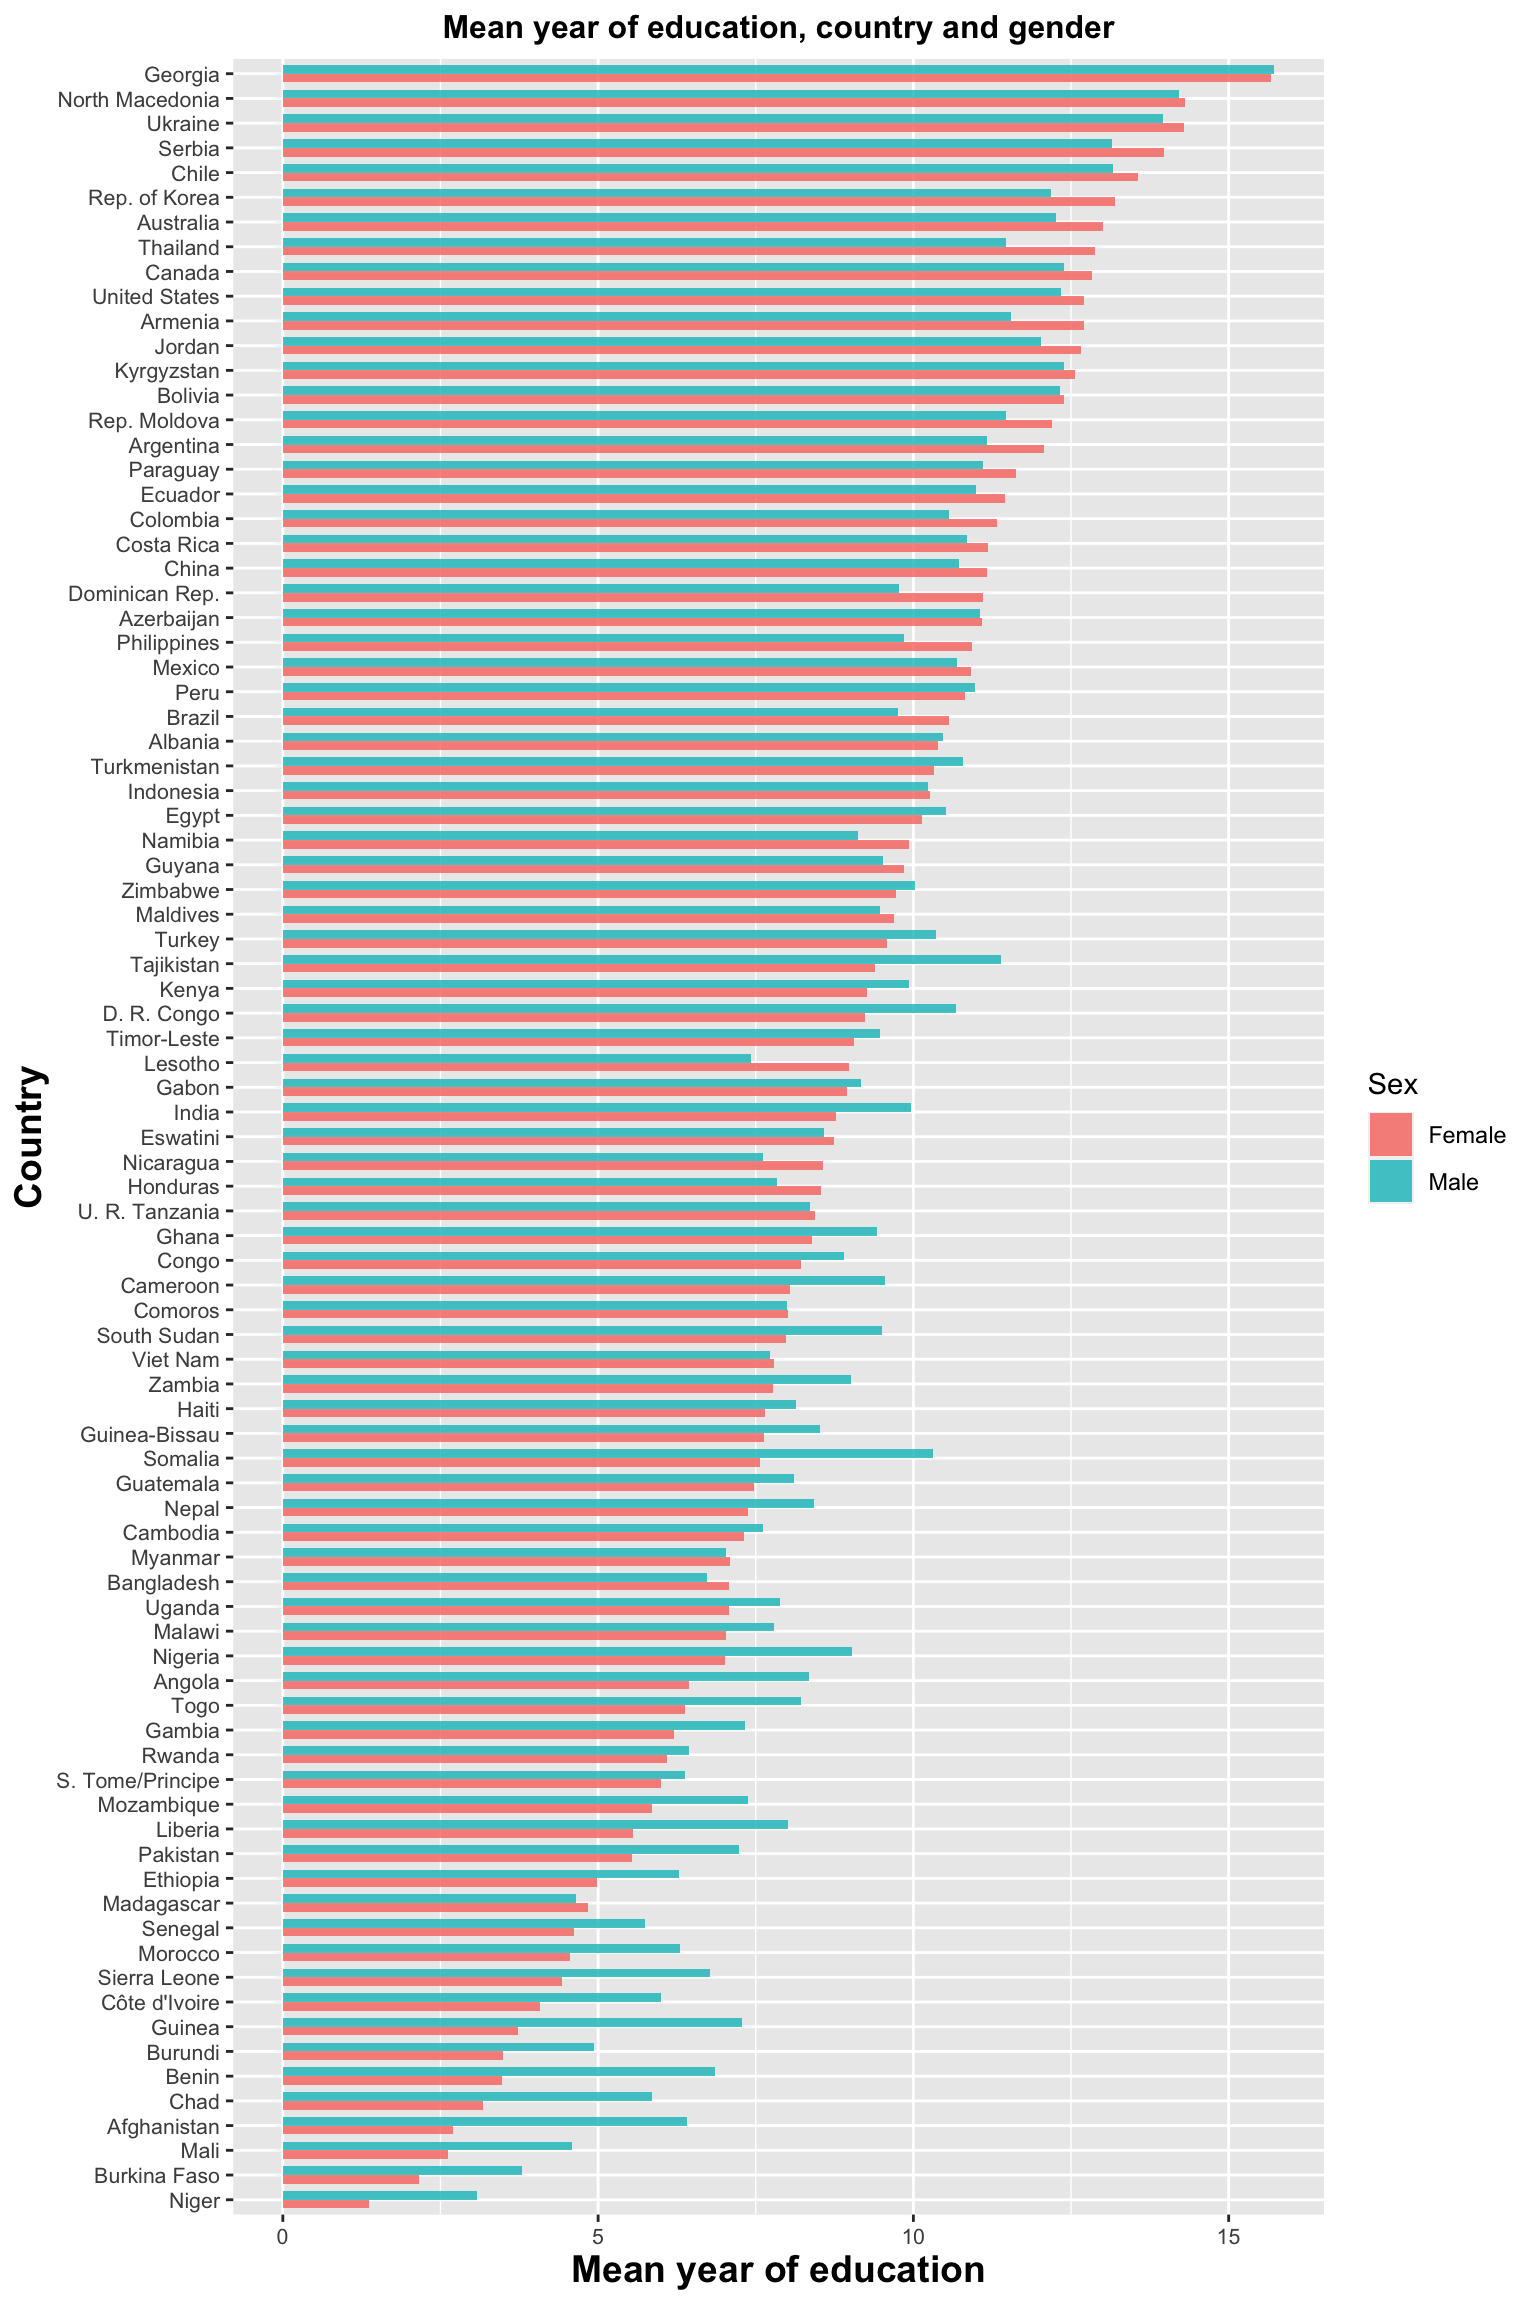 Mean year of education, country and gender
Georgia
North Macedonia
Ukraine
Serbia
Chile
Rep. of Korea
Australia
Thailand
Canada
United States
Armenia
Jordan
Kyrgyzstan
Bolivia
Rep. Moldova
Argentina
Paraguay
Ecuador
Colombia
Costa Rica
China
Dominican Rep.
Azerbaijan
Philippines
Mexico
Peru
Brazil
Albania
Turkmenistan
Indonesia
Egypt
Namibia
Guyana
Zimbabwe
Maldives
Turkey
Tajikistan
Kenya
D. R. Congo
Timor-Leste
Lesotho
Gabon
India
Eswatini
Nicaragua
Honduras
U. R. Tanzania
Ghana
Congo
Cameroon
Comoros
South Sudan
Viet Nam
Zambia
Haiti
Guinea-Bissau
Somalia
Guatemala
Nepal
Cambodia
Myanmar
Bangladesh
Uganda
Malawi
Nigeria
Angola
Togo
Gambia
Rwanda
S. Tome/Principe
Mozambique
Liberia
Pakistan
Ethiopia
Madagascar
Senegal
Morocco
Sierra Leone
Côte d'Ivoire
Guinea
Burundi
Benin
Chad
Afghanistan
Mali
Burkina Faso
Niger
Country
0 5 10 15
Mean year of education
Sex
Female
Male